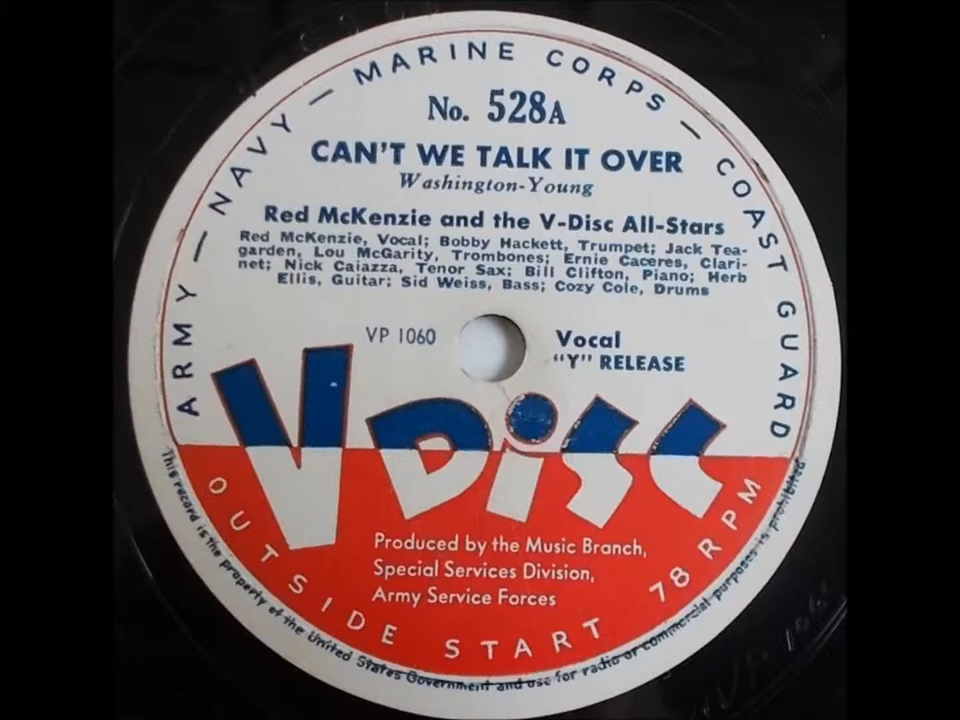 ARMY — NAVY — MARINE CORPS — COAST GUARD
No. 528A
CAN'T WE TALK IT OVER
Washington-Young
Red McKenzie and the V-Disc All-Stars
Red McKenzie, Vocal; Bobby Hackett, Trumpet; Jack Tea-
garden, Lou McGarity, Trombones; Ernie Caceres, Clari-
net; Nick Caiazza, Tenor Sax; Bill Clifton, Piano; Herb
Ellis, Guitar; Sid Weiss, Bass; Cozy Cole, Drums
VP 1060
Vocal
"Y" RELEASE
V DiSC
Produced by the Music Branch,
Special Services Division,
Army Service Forces
OUTSIDE START 78 RPM
This record is the property of the United States Government and use for radio or commercial purposes is prohibited